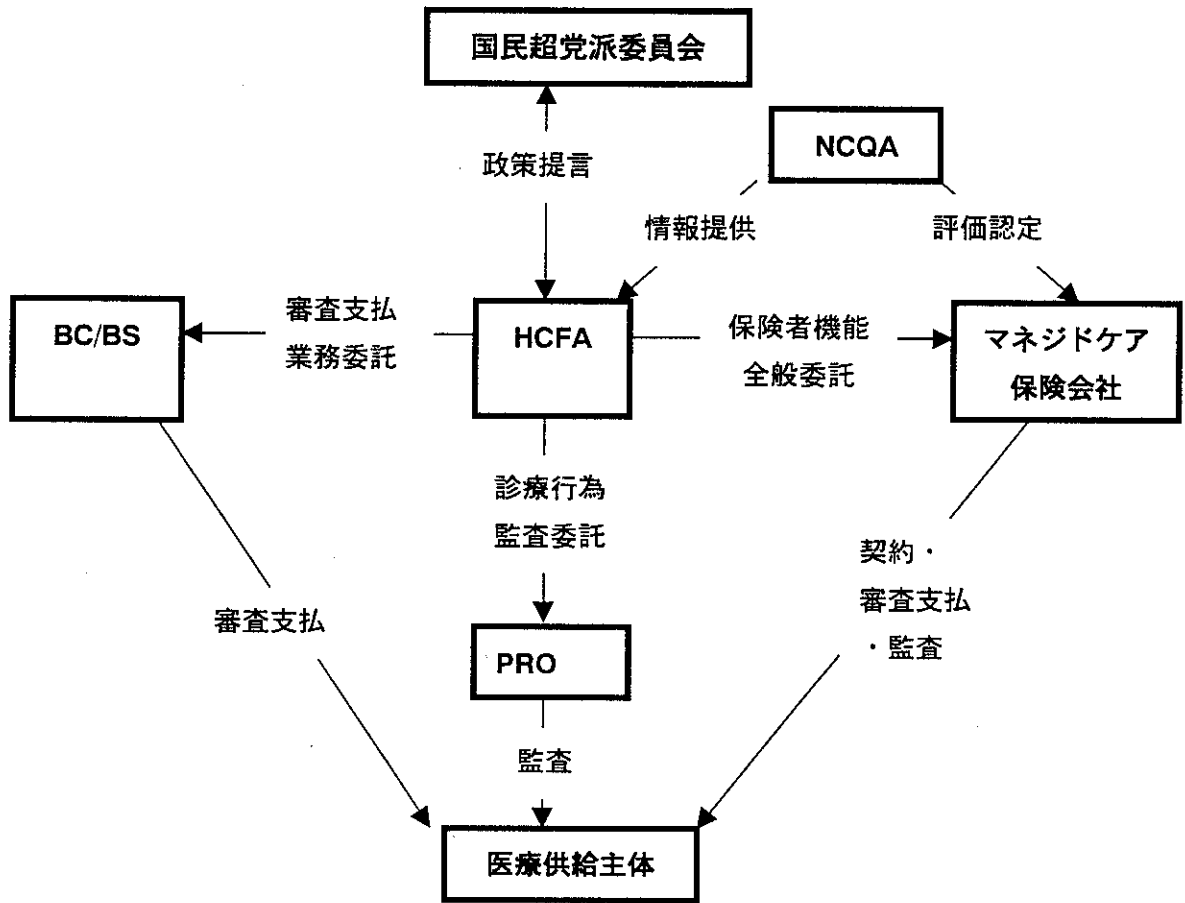 国民超党派委員会
NCQA
政策提言
情報提供
評価認定
BC/BS
審査支払
業務委託
HCFA
保険者機能
全般委託
マネジドケア
保険会社
診療行為
監査委託
契約・
審査支払
・監査
審査支払
PRO
監査
医療供給主体